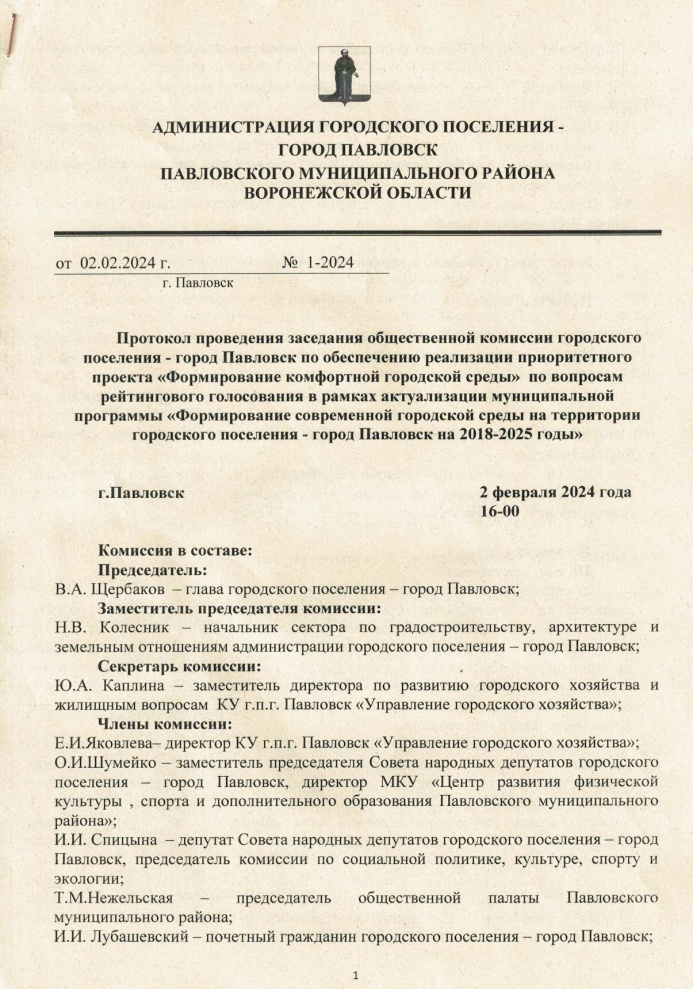 АДМИНИСТРАЦИЯ ГОРОДСКОГО ПОСЕЛЕНИЯ -
ГОРОД ПАВЛОВСК
ПАВЛОВСКОГО МУНИЦИПАЛЬНОГО РАЙОНА
ВОРОНЕЖСКОЙ ОБЛАСТИ
от 02.02.2024 г. № 1-2024
г. Павловск
Протокол проведения заседания общественной комиссии городского
поселения - город Павловск по обеспечению реализации приоритетного
проекта «Формирование комфортной городской среды» по вопросам
рейтингового голосования в рамках актуализации муниципальной
программы «Формирование современной городской среды на территории
городского поселения - город Павловск на 2018-2025 годы»
г.Павловск 2 февраля 2024 года
16-00
Комиссия в составе:
Председатель:
В.А. Щербаков – глава городского поселения – город Павловск;
Заместитель председателя комиссии:
Н.В. Колесник – начальник сектора по градостроительству, архитектуре и
земельным отношениям администрации городского поселения – город Павловск;
Секретарь комиссии:
Ю.А. Каплина – заместитель директора по развитию городского хозяйства и
жилищным вопросам КУ г.п.г. Павловск «Управление городского хозяйства»;
Члены комиссии:
Е.И.Яковлева– директор КУ г.п.г. Павловск «Управление городского хозяйства»;
О.И.Шумейко – заместитель председателя Совета народных депутатов городского
поселения – город Павловск, директор МКУ «Центр развития физической
культуры , спорта и дополнительного образования Павловского муниципального
района»;
И.И. Спицына – депутат Совета народных депутатов городского поселения – город
Павловск, председатель комиссии по социальной политике, культуре, спорту и
экологии;
Т.М.Нежельская – председатель общественной палаты Павловского
муниципального района;
И.И. Лубашевский – почетный гражданин городского поселения – город Павловск;
1